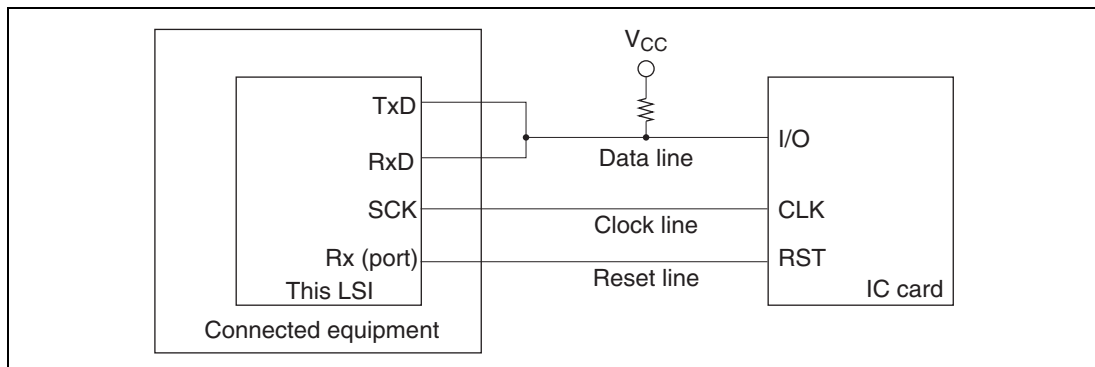 V_CC
TxD
I/O
RxD
Data line
SCK
CLK
Clock line
Rx (port)
RST
Reset line
This LSI
IC card
Connected equipment